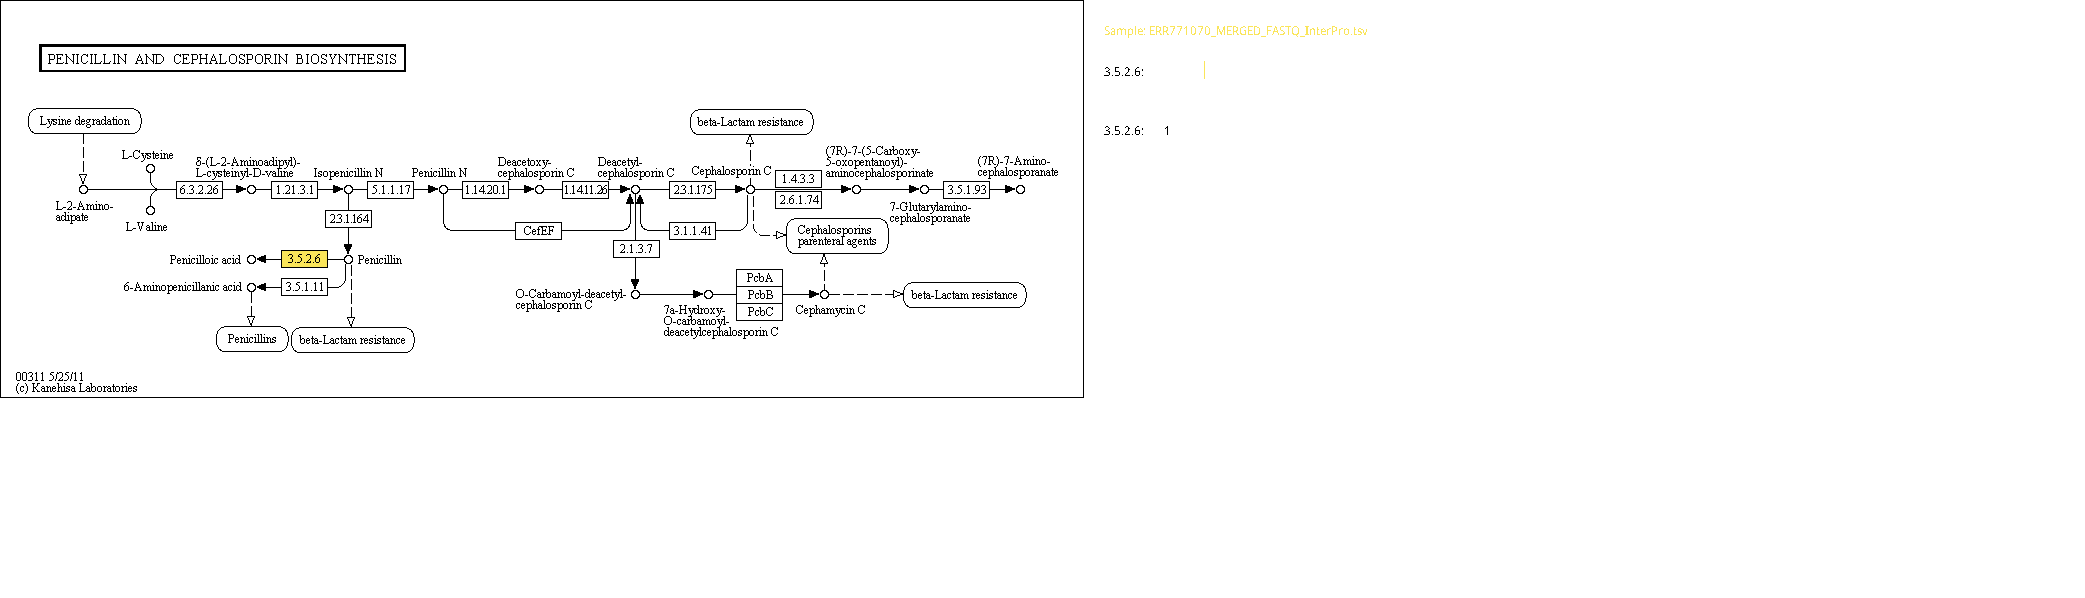 PENICILLIN AND CEPHALOSPORIN BIOSYNTHESIS
Sample: ERR771070_MERGED_FASTQ_InterPro.tsv
3.5.2.6:
3.5.2.6: 1
Lysine degradation
beta-Lactam resistance
L-Cysteine
δ-(L-2-Aminoadipyl)-
L-cysteinyl-D-valine
Isopenicillin N
Penicillin N
Deacetoxy-
cephalosporin C
Deacetyl-
cephalosporin C
Cephalosporin C
(7R)-7-(5-Carboxy-
5-oxopentanoyl)-
aminocephalosporinate
(7R)-7-Amino-
cephalosporanate
6.3.2.26
1.21.3.1
5.1.1.17
1.14.20.1
1.14.11.26
2.3.1.175
1.4.3.3
2.6.1.74
3.5.1.93
L-2-Amino-
adipate
L-Valine
2.3.1.164
CefEF
3.1.1.41
7-Glutarylamino-
cephalosporanate
Cephalosporins
parenteral agents
2.1.3.7
Penicilloic acid
3.5.2.6
Penicillin
6-Aminopenicillanic acid
3.5.1.11
O-Carbamoyl-deacetyl-
cephalosporin C
7a-Hydroxy-
O-carbamoyl-
deacetylcephalosporin C
PcbA
PcbB
PcbC
Cephamycin C
beta-Lactam resistance
Penicillins
beta-Lactam resistance
00311 5/25/11
(c) Kanehisa Laboratories